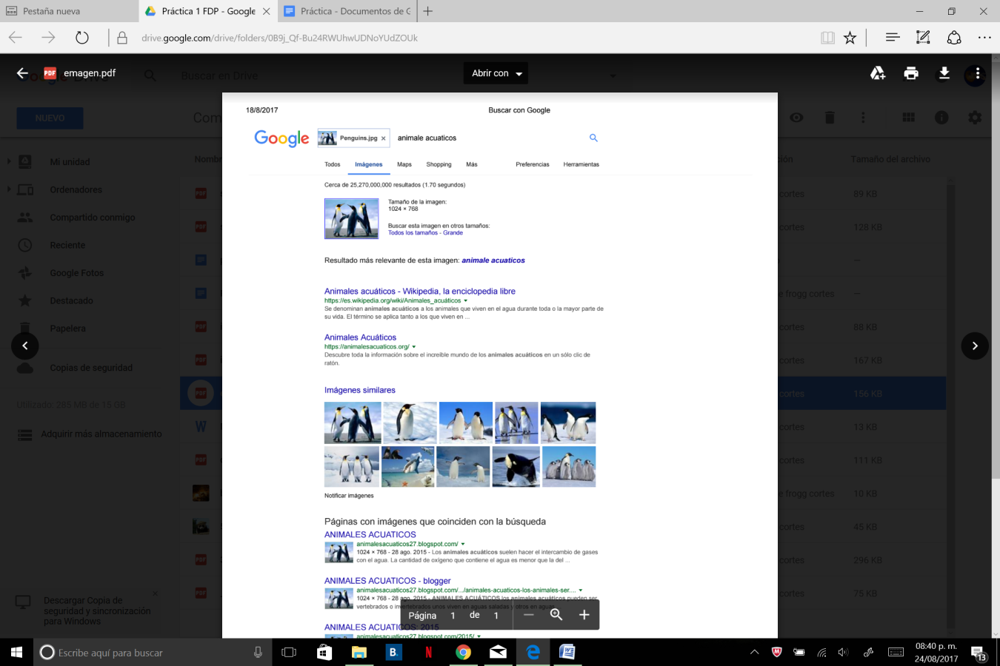 Pestaña nueva
Práctica 1 FDP - Google
Práctica - Documentos de G
drive.google.com/drive/folders/0B9j_Qf-Bu24RWUhwUDNoYUdZOUk
PDF emagen.pdf
Buscar en Drive
Abrir con
NUEVO
Mi unidad
Ordenadores
Compartido conmigo
Reciente
Google Fotos
Destacado
Papelera
Copias de seguridad
Utilizado: 285 MB de 15 GB
Adquirir más almacenamiento
Descargar Copia de
seguridad y sincronización
para Windows
Tamaño del archivo
cortes 89 KB
cortes 128 KB
—
e frogg cortes —
cortes 88 KB
cortes 167 KB
cortes 156 KB
cortes 13 KB
cortes 111 KB
e frogg cortes 10 KB
cortes 45 KB
cortes 296 KB
cortes 75 KB
18/8/2017 Buscar con Google
Google Penguins.jpg × animale acuaticos
Todos Imágenes Maps Shopping Más Preferencias Herramientas
Cerca de 25,270,000,000 resultados (1.70 segundos)
Tamaño de la imagen:
1024 × 768
Buscar esta imagen en otros tamaños:
Todos los tamaños - Grande
Resultado más relevante de esta imagen: animale acuaticos
Animales acuáticos - Wikipedia, la enciclopedia libre
https://es.wikipedia.org/wiki/Animales_acuáticos
Se denominan animales acuáticos a los animales que viven en el agua durante toda o la mayor parte de
su vida. El término se aplica tanto a los que viven en ...
Animales Acuáticos
https://animalesacuaticos.org/
Descubre toda la información sobre el increíble mundo de los animales acuáticos en un sólo clic de
ratón.
Imágenes similares
Notificar imágenes
Páginas con imágenes que coinciden con la búsqueda
ANIMALES ACUATICOS
animalesacuaticos27.blogspot.com/
1024 × 768 - 28 ago. 2015 - Los animales acuáticos suelen hacer el intercambio de gases
con el agua. La cantidad de oxígeno que contiene el agua es menor que la del ...
ANIMALES ACUATICOS - blogger
animalesacuaticos27.blogspot.com/.../animales-acuaticos-los-animales-ser....
1024 × 768 - 28 ago. 2015 - ANIMALES ACUÁTICOS los animales acuáticos pueden ser
vertebrados o invertebrados unos viven en aguas saladas y otros en aguas
ANIMALES ACUATICOS: 2015
animalesacuaticos27.blogspot.com/2015/
Página 1 de 1
Escribe aquí para buscar
B.
N
08:40 p. m.
24/08/2017
13